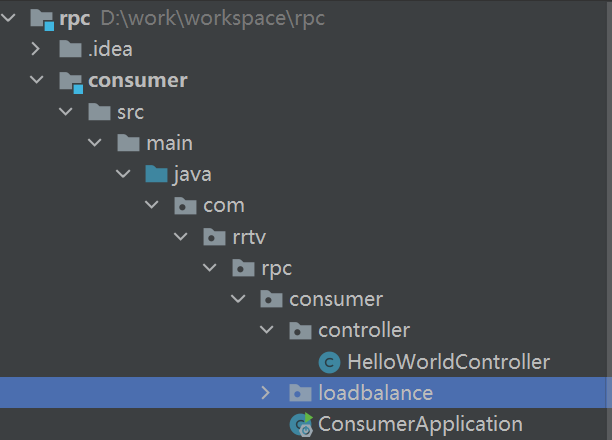 rpc D:\work\workspace\rpc
.idea
consumer
src
main
java
com
rrtv
rpc
consumer
controller
C HelloWorldController
loadbalance
C ConsumerApplication